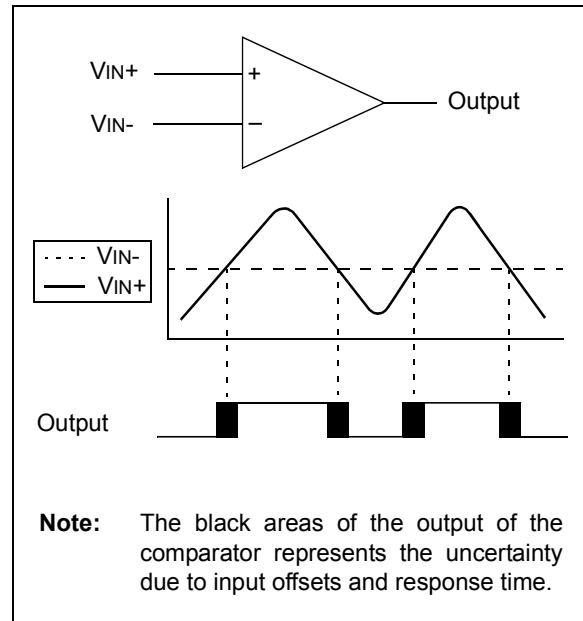 VIN+
+
Output
VIN-
–
VIN-
VIN+
Output
Note: The black areas of the output of the
comparator represents the uncertainty
due to input offsets and response time.